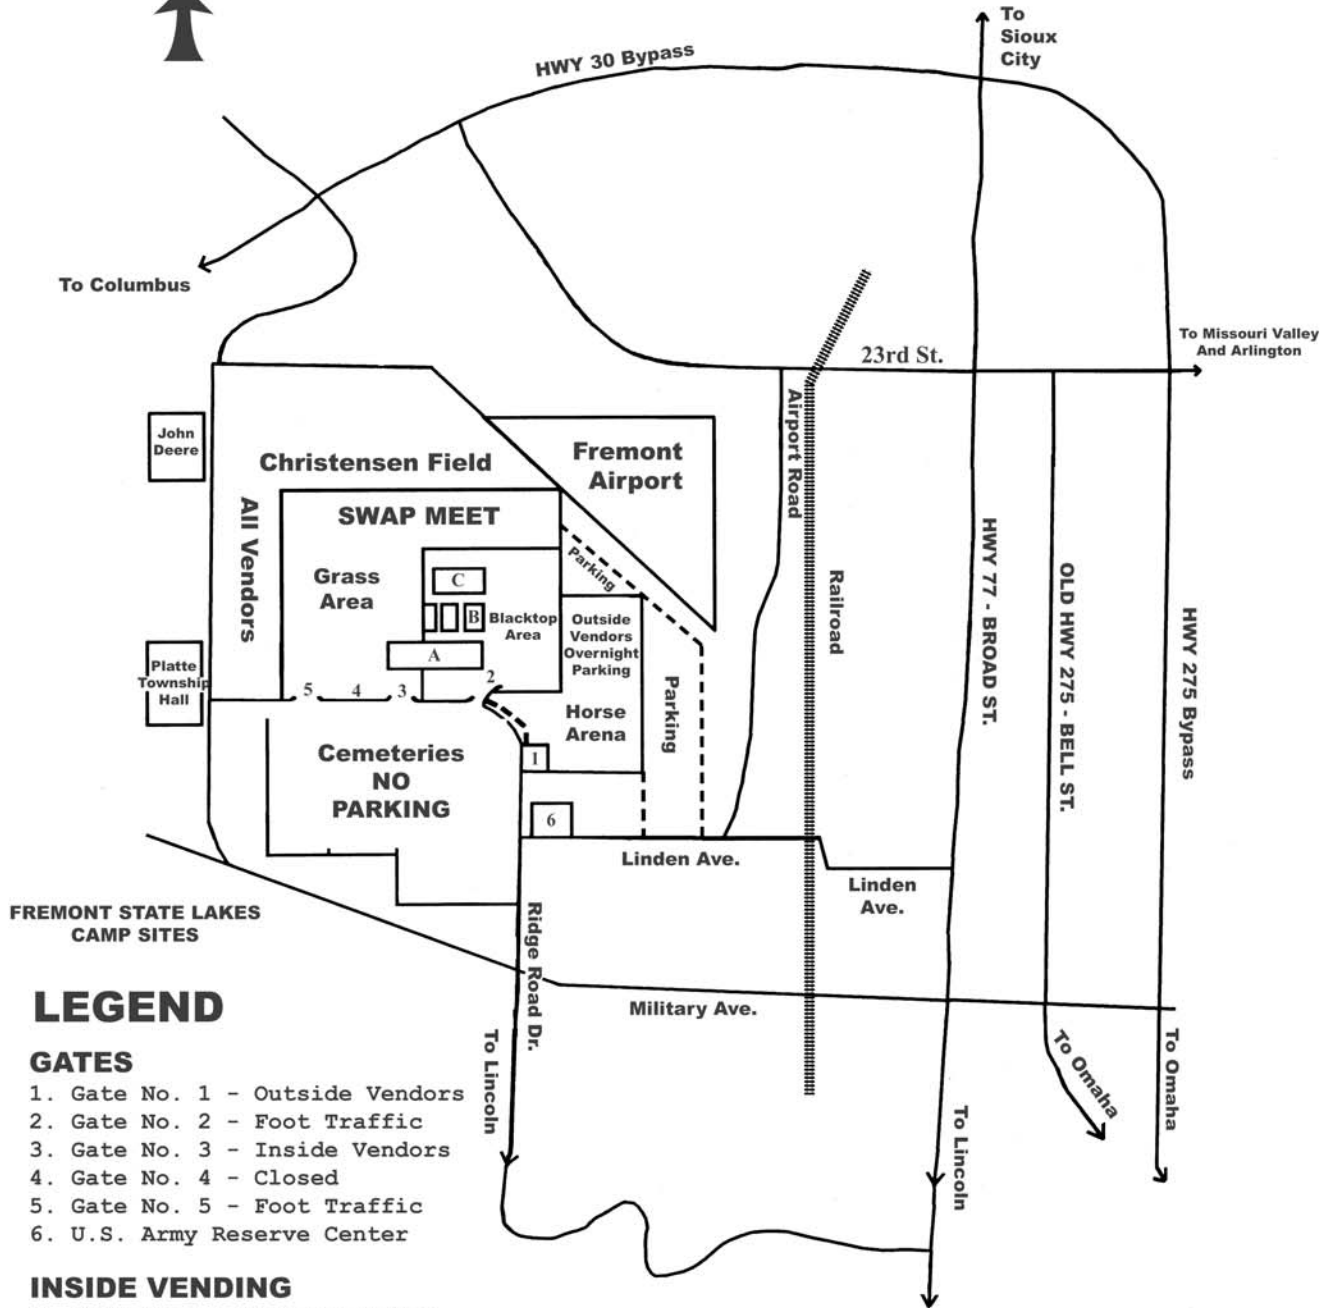 To
Sioux
City
HWY 30 Bypass
To Columbus
To Missouri Valley
And Arlington
23rd St.
John
Deere
Christensen Field
Fremont
Airport
Airport Road
All Vendors
SWAP MEET
Grass
Area
Parking
C
B
A
Blacktop
Area
Outside
Vendors
Overnight
Parking
Railroad
HWY 77 - BROAD ST.
OLD HWY 275 - BELL ST.
HWY 275 Bypass
Platte
Township
Hall
5
4
3
2
Horse
Arena
Parking
1
Cemeteries
NO
PARKING
6
Linden Ave.
Linden
Ave.
FREMONT STATE LAKES
CAMP SITES
Ridge Road Dr.
Military Ave.
To Lincoln
To Lincoln
To Omaha
To Omaha
LEGEND
GATES
1. Gate No. 1 - Outside Vendors
2. Gate No. 2 - Foot Traffic
3. Gate No. 3 - Inside Vendors
4. Gate No. 4 - Closed
5. Gate No. 5 - Foot Traffic
6. U.S. Army Reserve Center
INSIDE VENDING